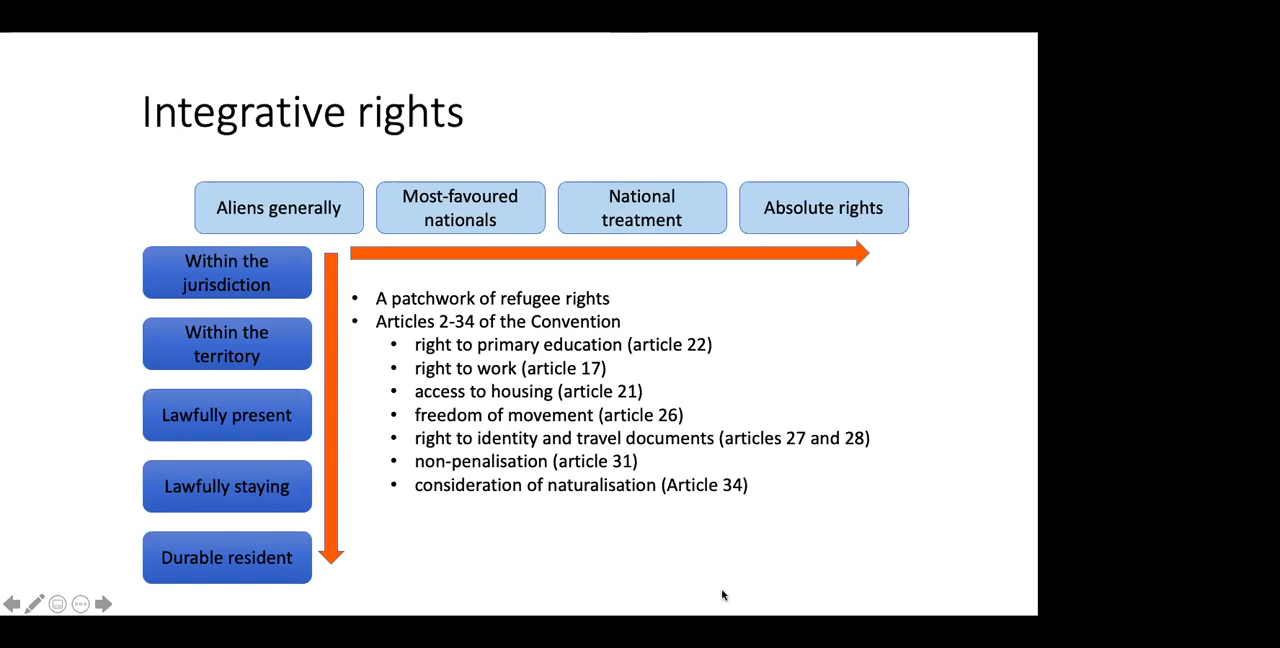 Integrative rights
Aliens generally
Most-favoured
nationals
National
treatment
Absolute rights
Within the
jurisdiction
Within the
territory
Lawfully present
Lawfully staying
Durable resident
• A patchwork of refugee rights
• Articles 2-34 of the Convention
• right to primary education (article 22)
• right to work (article 17)
• access to housing (article 21)
• freedom of movement (article 26)
• right to identity and travel documents (articles 27 and 28)
• non-penalisation (article 31)
• consideration of naturalisation (Article 34)